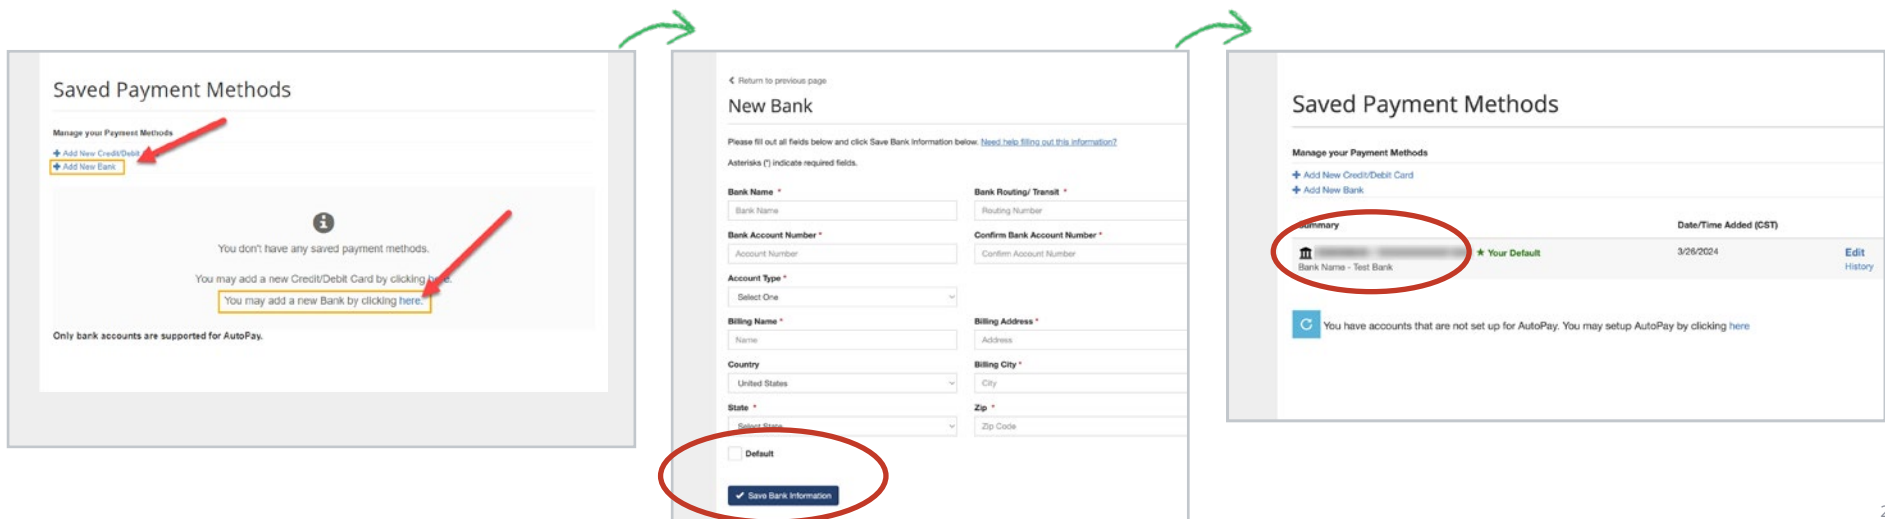 Saved Payment Methods
Manage your Payment Methods
+ Add New Credit/Debit
+ Add New Bank
You don't have any saved payment methods.
You may add a new Credit/Debit Card by clicking here.
You may add a new Bank by clicking here.
Only bank accounts are supported for AutoPay.
Return to previous page
New Bank
Please fill out all fields below and click Save Bank Information below. Need help filling out this information?
Asterisks (*) indicate required fields.
Bank Name * Bank Routing/ Transit *
Bank Name Routing Number
Bank Account Number * Confirm Bank Account Number *
Account Number Confirm Account Number
Account Type *
Select One
Billing Name * Billing Address *
Name Address
Country Billing City *
United States City
State * Zip *
Select State Zip Code
Default
Save Bank Information
Saved Payment Methods
Manage your Payment Methods
+ Add New Credit/Debit Card
+ Add New Bank
Summary Date/Time Added (CST)
★ Your Default 3/26/2024 Edit
Bank Name - Test Bank History
You have accounts that are not set up for AutoPay. You may setup AutoPay by clicking here